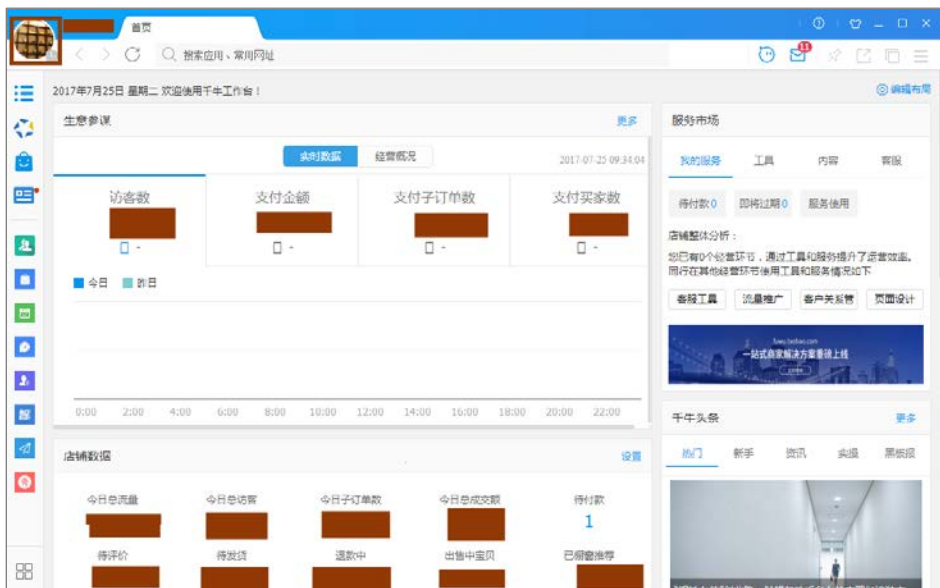 首页
搜索应用、常用网址
11
2017年7月25日 星期二 欢迎使用千牛工作台！
编辑布局
生意参谋
更多
实时数据 经营概况
2017-07-25 09:34:04
访客数 支付金额 支付子订单数 支付买家数
- - - -
今日 昨日
0:00 2:00 4:00 6:00 8:00 10:00 12:00 14:00 16:00 18:00 20:00 22:00
店铺数据
设置
今日总流量 今日总访客 今日子订单数 今日总成交额 待付款
1
待评价 待发货 退款中 出售中宝贝 已橱窗推荐
服务市场
我的服务 工具 内容 客服
待付款0 即将过期0 服务使用
店铺整体分析：
您已有0个经营环节，通过工具和服务提升了运营效率。
同行在其他经营环节使用工具和服务情况如下
客服工具 流量推广 客户关系管 页面设计
fuwu.taobao.com
一站式商家解决方案重磅上线
千牛头条
更多
热门 新手 资讯 实操 黑板报